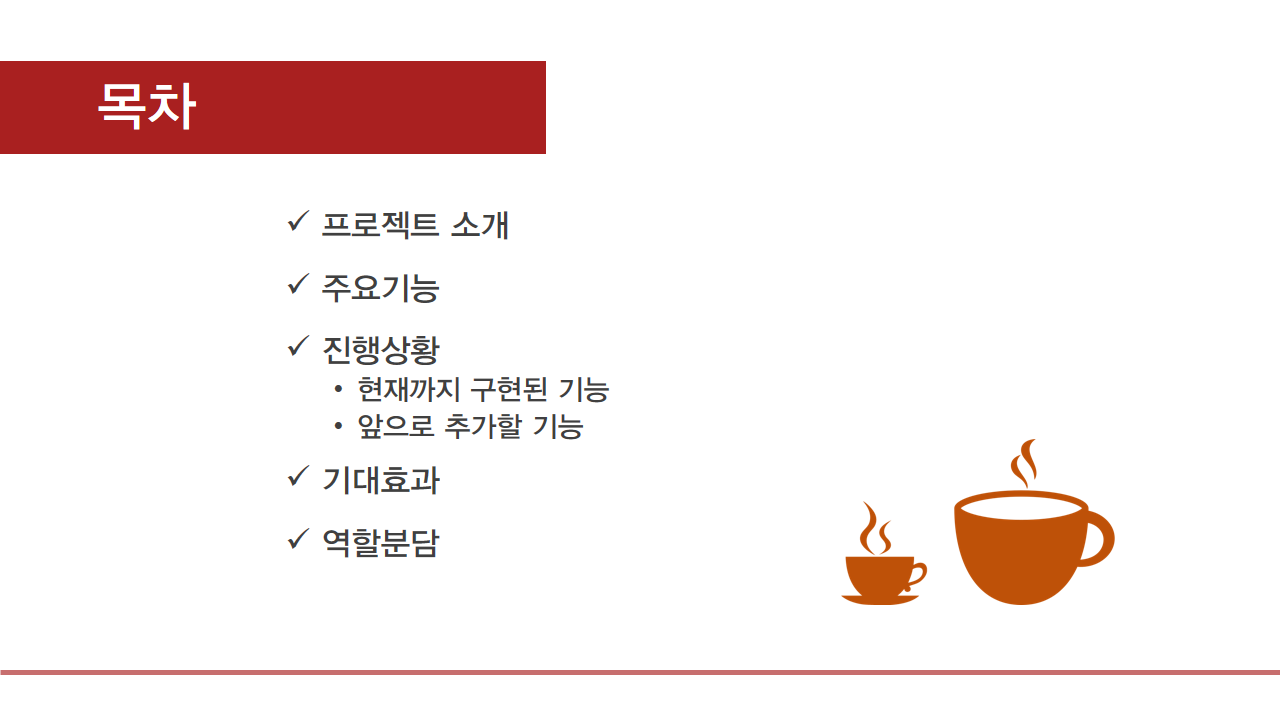 목차
✓ 프로젝트 소개
✓ 주요기능
✓ 진행상황
• 현재까지 구현된 기능
• 앞으로 추가할 기능
✓ 기대효과
✓ 역할분담